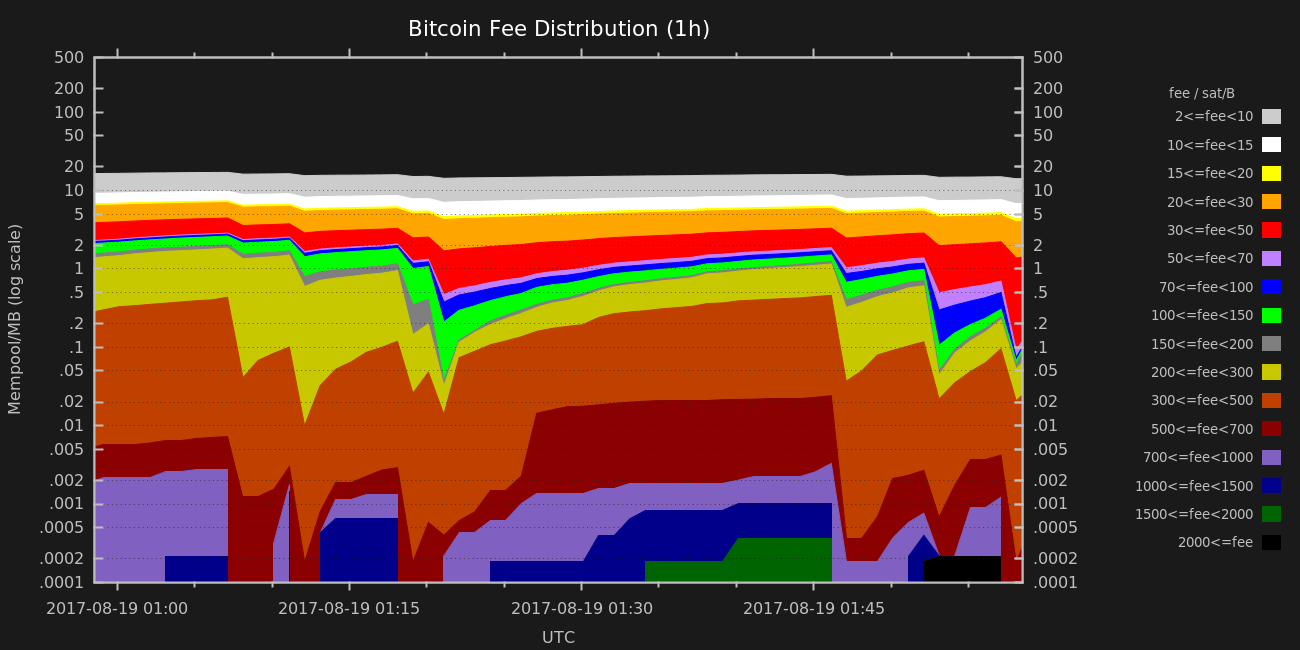 Bitcoin Fee Distribution (1h)
500
200
100
50
20
10
5
2
1
.5
.2
.1
.05
.02
.01
.005
.002
.001
.0005
.0002
.0001
Mempool/MB (log scale)
500
200
100
50
20
10
5
2
1
.5
.2
.1
.05
.02
.01
.005
.002
.001
.0005
.0002
.0001
2017-08-19 01:00 2017-08-19 01:15 2017-08-19 01:30 2017-08-19 01:45
UTC
fee / sat/B
2<=fee<10
10<=fee<15
15<=fee<20
20<=fee<30
30<=fee<50
50<=fee<70
70<=fee<100
100<=fee<150
150<=fee<200
200<=fee<300
300<=fee<500
500<=fee<700
700<=fee<1000
1000<=fee<1500
1500<=fee<2000
2000<=fee